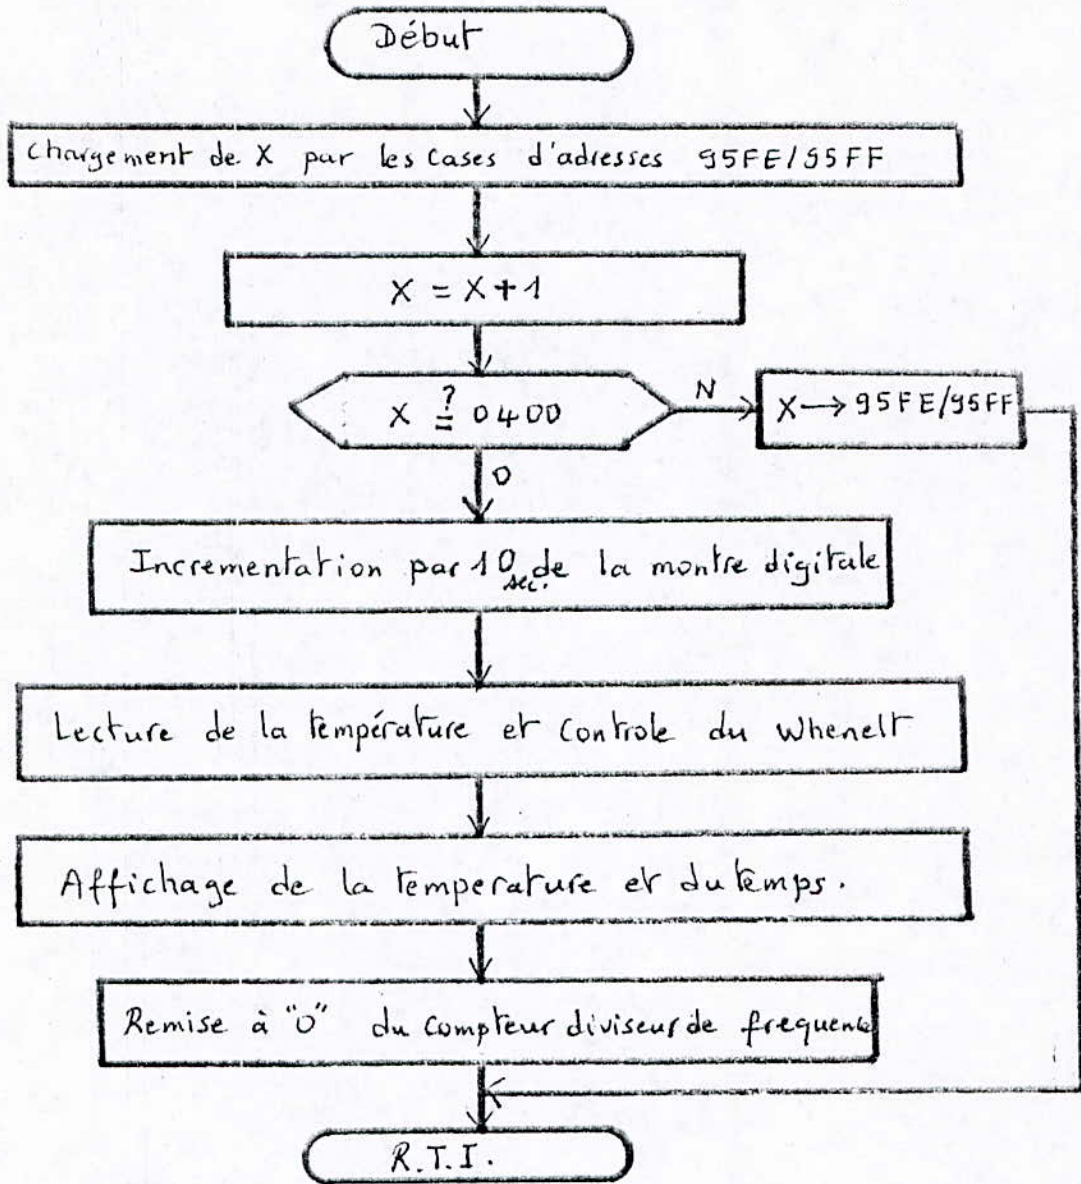 Début
chargement de X par les cases d'adresses 95FE/95FF
X = X+1
X ?= 0400
N
X → 95FE/95FF
O
Incrementation par 10 sec. de la montre digitale
Lecture de la température et controle du Whenelt
Affichage de la temperature et du temps.
Remise à "0" du compteur diviseur de frequence
R.T.I.